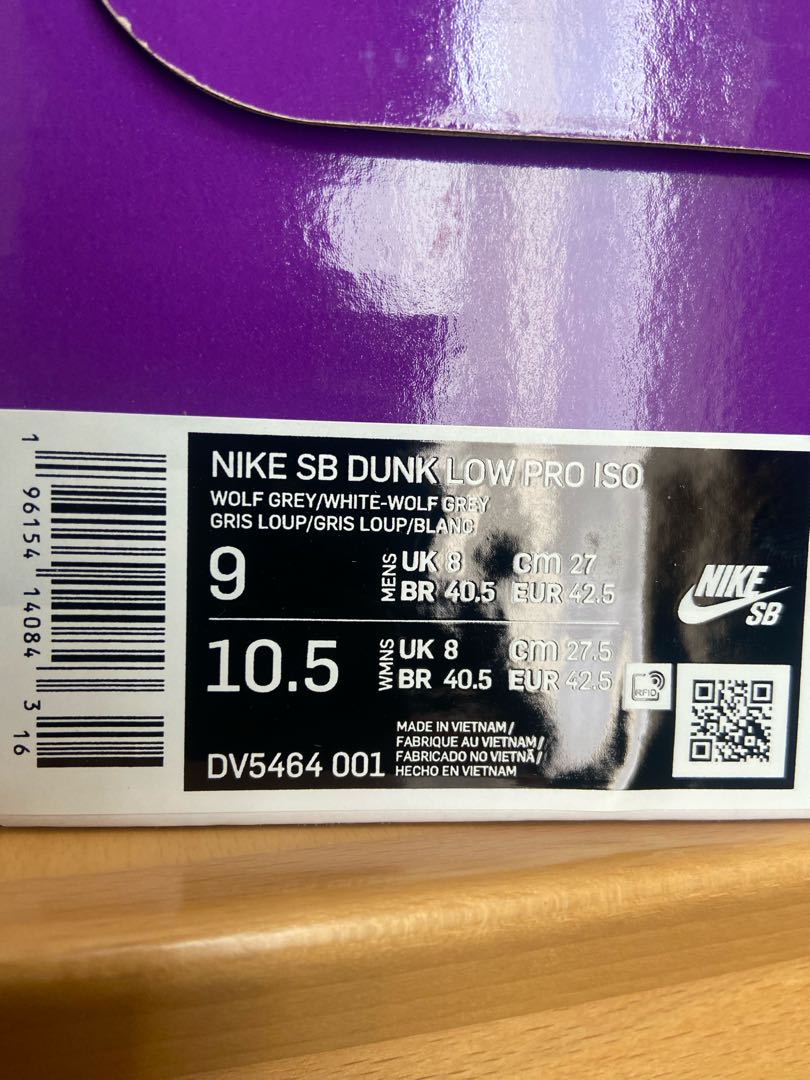 NIKE SB DUNK LOW PRO ISO
WOLF GREY/WHITE-WOLF GREY
GRIS LOUP/GRIS LOUP/BLANC
9
MENS
UK 8 cm 27
BR 40.5 EUR 42.5
NIKE
SB
10.5
WMNS
UK 8 cm 27.5
BR 40.5 EUR 42.5
RFID
DV5464 001
MADE IN VIETNAM/
FABRIQUE AU VIETNAM/
FABRICADO NO VIETNÃ/
HECHO EN VIETNAM
1 96154 14084 3 16